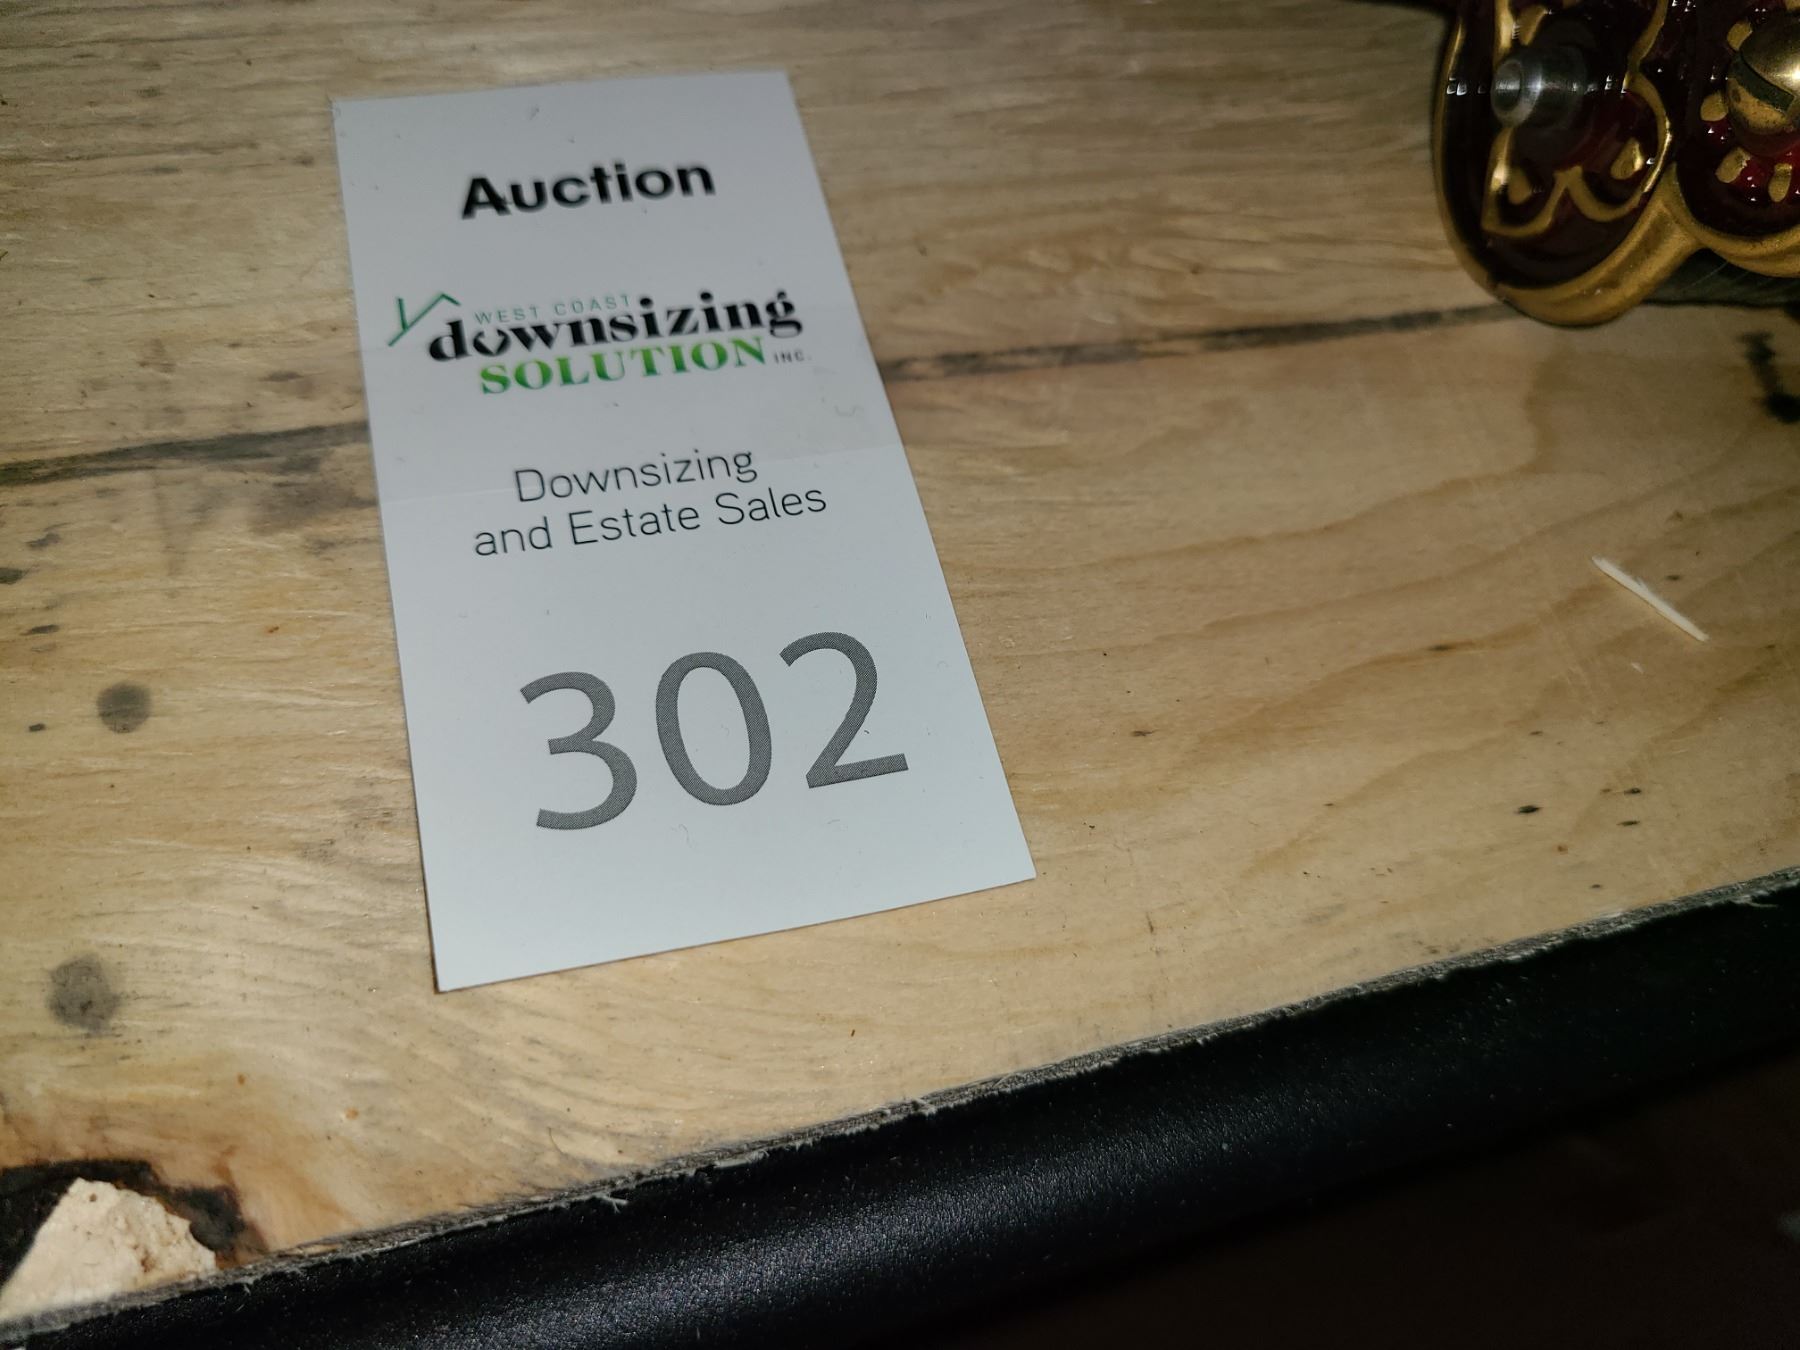 Auction
WEST COAST
downsizing
SOLUTION INC.
Downsizing
and Estate Sales
302